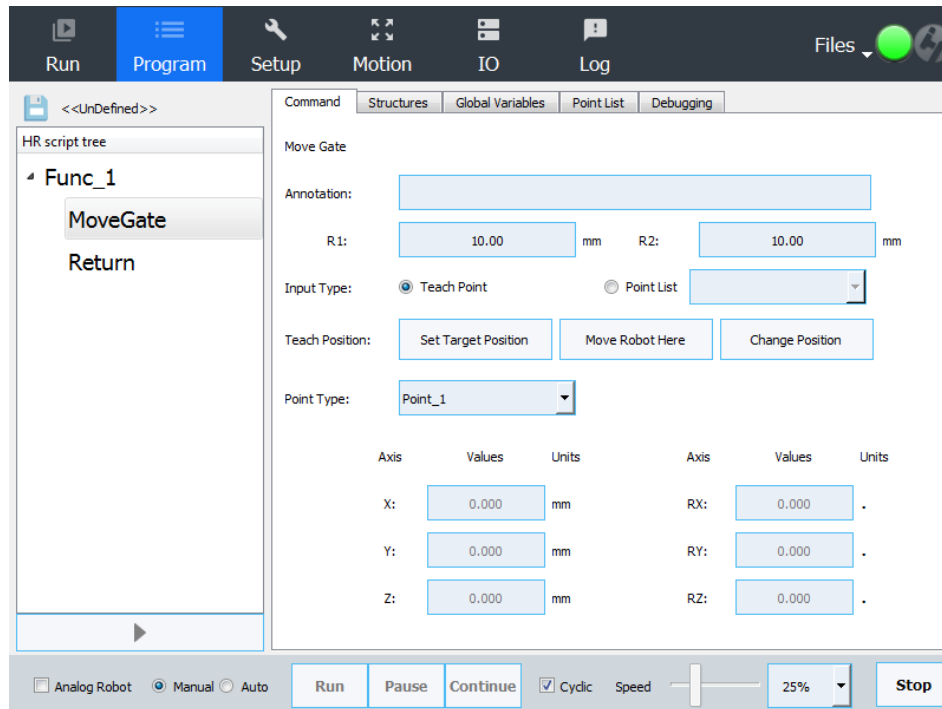 Run Program Setup Motion IO Log Files
<<UnDefined>>
Command Structures Global Variables Point List Debugging
HR script tree
Func_1
MoveGate
Return
Move Gate
Annotation:
R1: 10.00 mm R2: 10.00 mm
Input Type: Teach Point Point List
Teach Position: Set Target Position Move Robot Here Change Position
Point Type: Point_1
Axis Values Units Axis Values Units
X: 0.000 mm RX: 0.000 .
Y: 0.000 mm RY: 0.000 .
Z: 0.000 mm RZ: 0.000 .
Analog Robot Manual Auto Run Pause Continue Cyclic Speed 25% Stop